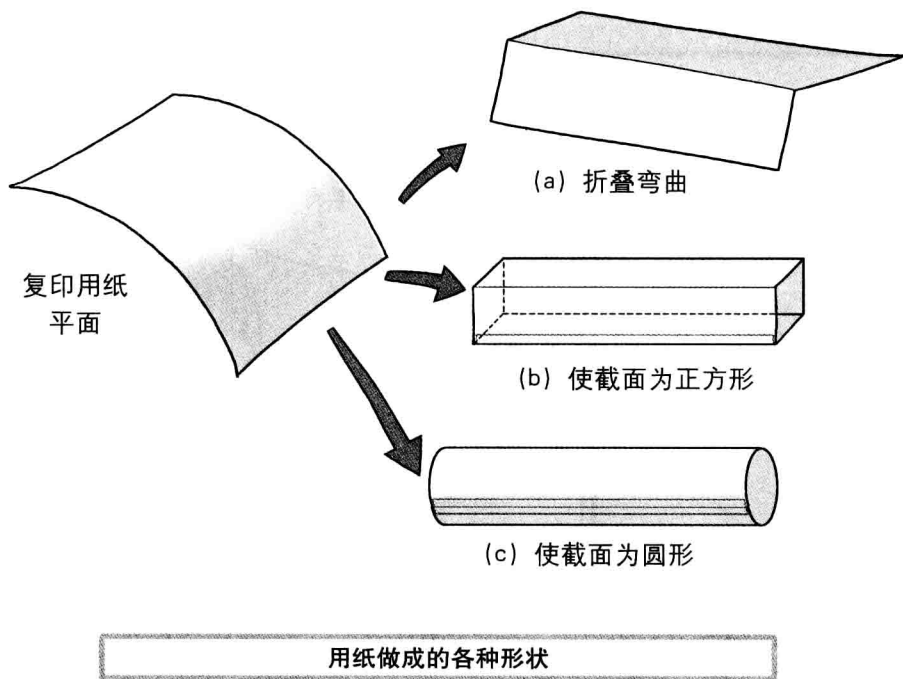 (a) 折叠弯曲
复印用纸
平面
(b) 使截面为正方形
(c) 使截面为圆形
用纸做成的各种形状